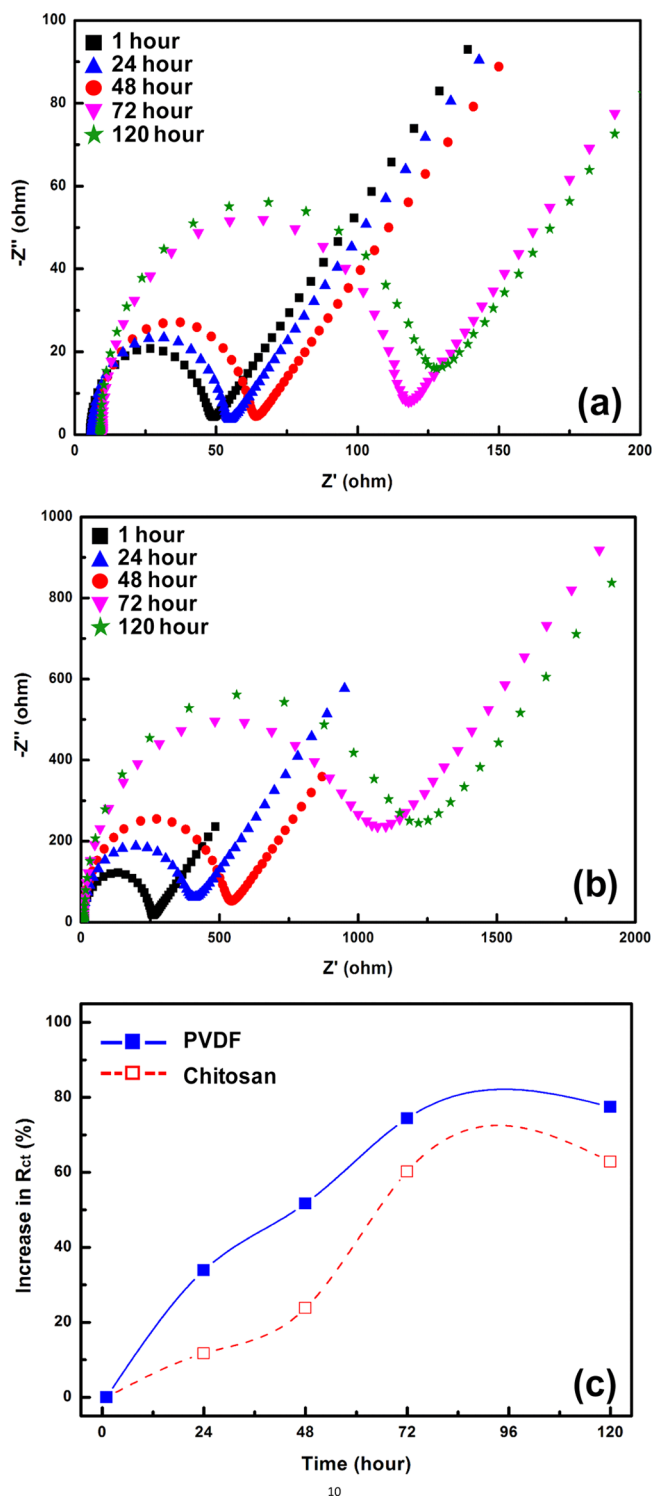 100
1 hour
24 hour
48 hour
72 hour
120 hour
80
60
40
20
0
-Z'' (ohm)
(a)
0 50 100 150 200
Z' (ohm)
1000
1 hour
24 hour
48 hour
72 hour
120 hour
800
600
400
200
0
-Z'' (ohm)
(b)
0 500 1000 1500 2000
Z' (ohm)
100
PVDF
Chitosan
80
60
40
20
0
Increase in Rct (%)
(c)
0 24 48 72 96 120
Time (hour)
10